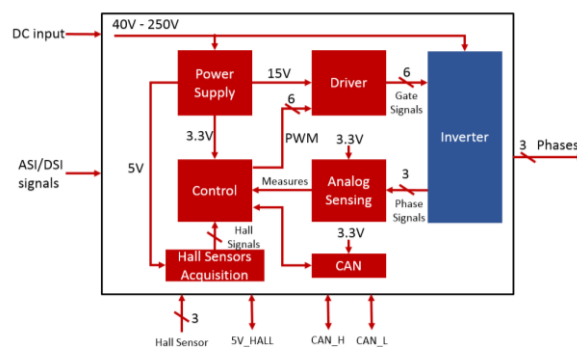 DC input
40V - 250V
Power
Supply
15V
Driver
6
Gate
Signals
Inverter
6
PWM
3.3V
5V
3.3V
3 Phases
ASI/DSI
signals
Control
Measures
Analog
Sensing
3
Phase
Signals
Hall
Signals
3.3V
Hall Sensors
Acquisition
CAN
3
Hall Sensor
5V_HALL
CAN_H
CAN_L